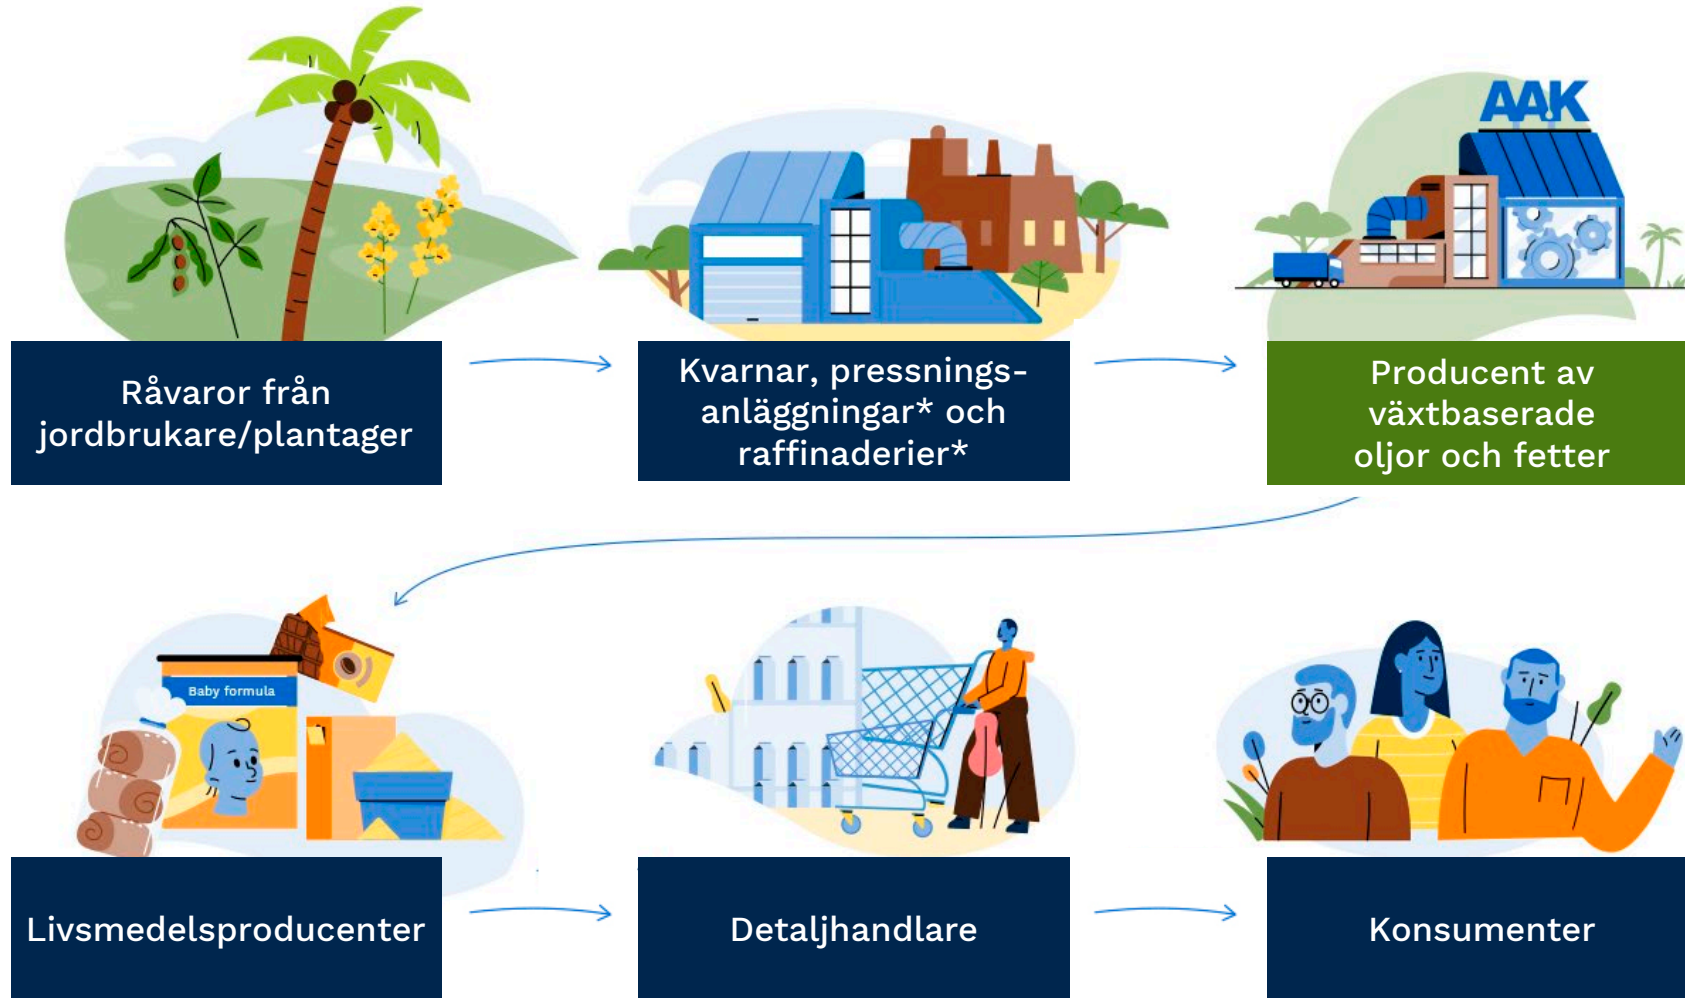 AAK
Råvaror från
jordbrukare/plantager
Kvarnar, pressnings-
anläggningar* och
raffinaderier*
Producent av
växtbaserade
oljor och fetter
Baby formula
Livsmedelsproducenter
Detaljhandlare
Konsumenter